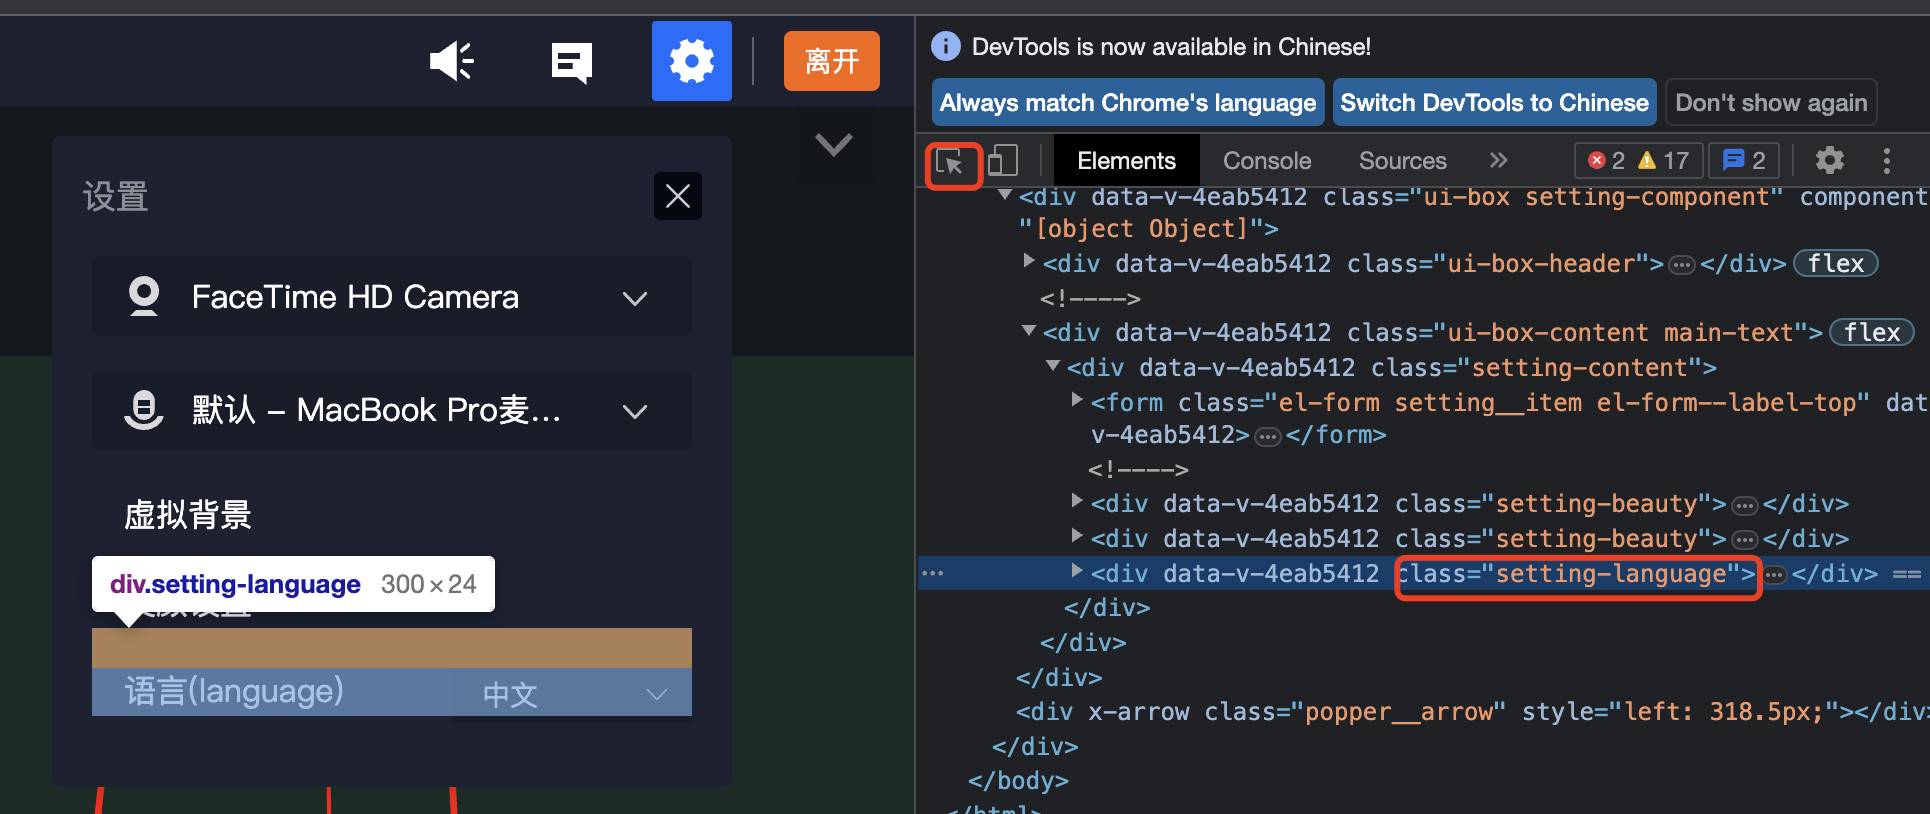 离开
设置
FaceTime HD Camera
默认 – MacBook Pro麦...
虚拟背景
div.setting-language 300 × 24
语言(language)
中文
DevTools is now available in Chinese!
Always match Chrome's language
Switch DevTools to Chinese
Don't show again
Elements
Console
Sources
»
2
17
2
<div data-v-4eab5412 class="ui-box setting-component" component
"[object Object]">
<div data-v-4eab5412 class="ui-box-header">…</div> flex
<!---->
<div data-v-4eab5412 class="ui-box-content main-text"> flex
<div data-v-4eab5412 class="setting-content">
<form class="el-form setting__item el-form--label-top" dat
v-4eab5412>…</form>
<!---->
<div data-v-4eab5412 class="setting-beauty">…</div>
<div data-v-4eab5412 class="setting-beauty">…</div>
… <div data-v-4eab5412 class="setting-language">…</div> ==
</div>
</div>
</div>
<div x-arrow class="popper__arrow" style="left: 318.5px;"></div>
</div>
</body>